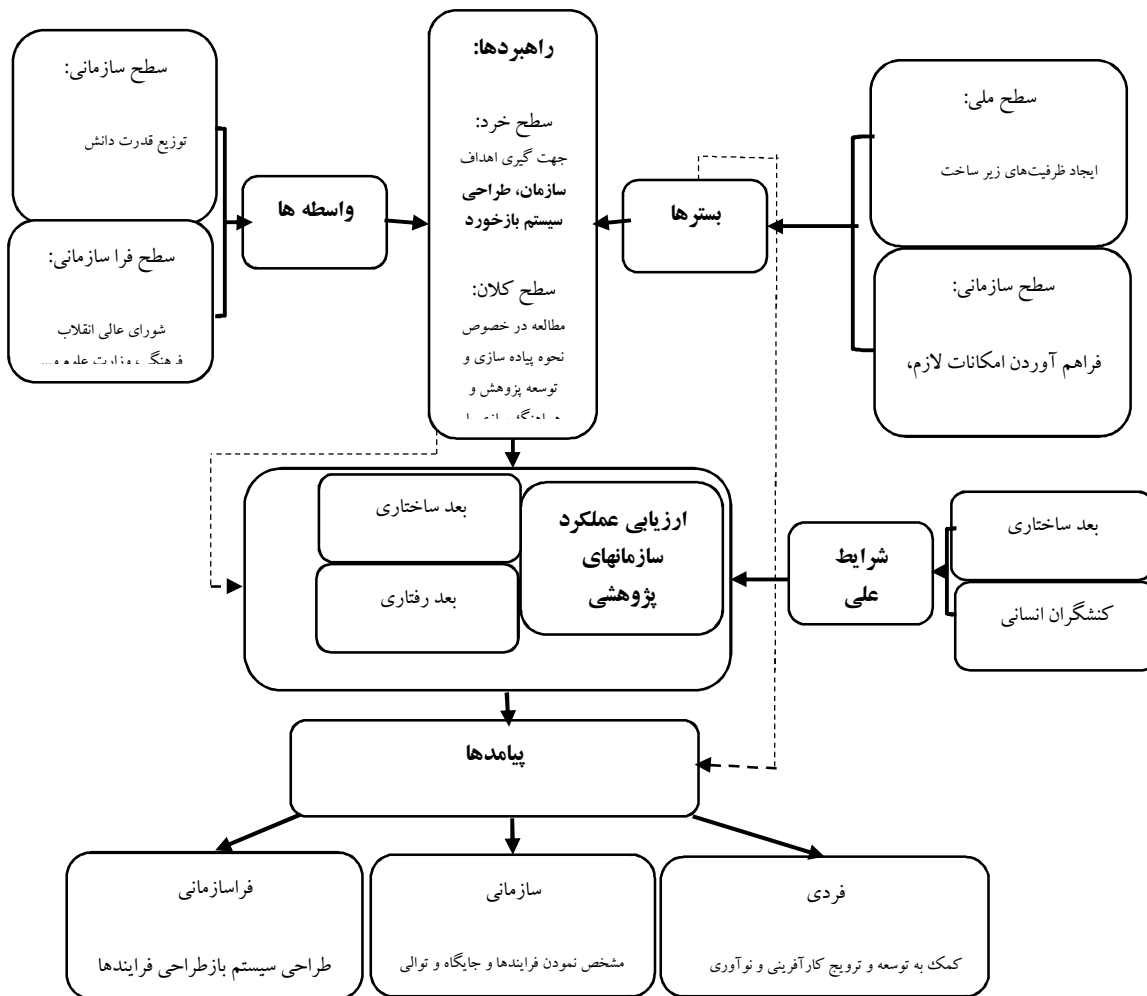 راهبردها:
سطح خرد:
جهت گیری اهداف
سازمان، طراحی
سیستم بازخورد
سطح کلان:
مطالعه در خصوص
نحوه پیاده سازی و
توسعه پژوهش و
سطح ملی:
ایجاد ظرفیت‌های زیر ساخت
سطح سازمانی:
فراهم آوردن امکانات لازم،
بسترها
واسطه ها
سطح سازمانی:
توزیع قدرت دانش
سطح فرا سازمانی:
شورای عالی انقلاب
فرهنگی، وزارت علوم و...
بعد ساختاری
کنشگران انسانی
شرایط
علی
ارزیابی عملکرد
سازمانهای
پژوهشی
بعد ساختاری
بعد رفتاری
پیامدها
فردی
کمک به توسعه و ترویج کارآفرینی و نوآوری
سازمانی
مشخص نمودن فرایندها و جایگاه و توالی
فراسازمانی
طراحی سیستم بازطراحی فرایندها